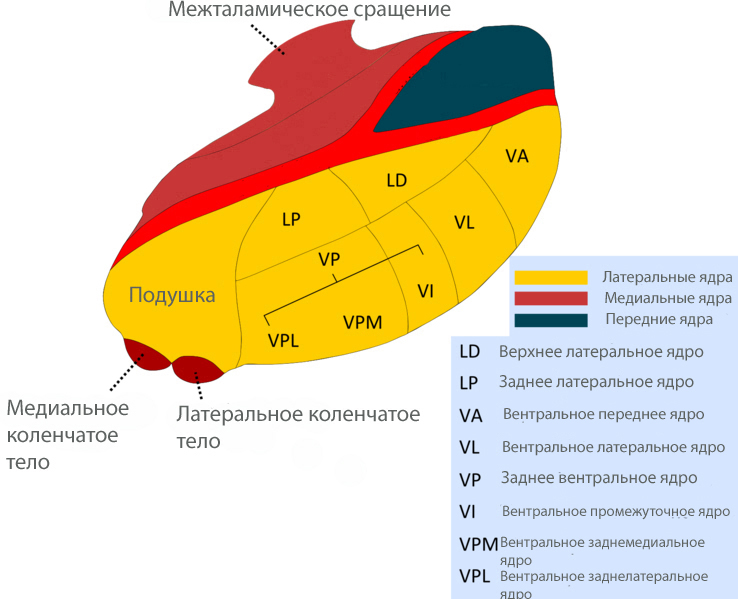 Межталамическое сращение
VA
LD
LP
VL
VP
Подушка
VI
VPM
VPL
Медиальное
коленчатое
тело
Латеральное коленчатое
тело
Латеральные ядра
Медиальные ядра
Передние ядра
LD Верхнее латеральное ядро
LP Заднее латеральное ядро
VA Вентральное переднее ядро
VL Вентральное латеральное ядро
VP Заднее вентральное ядро
VI Вентральное промежуточное ядро
VPM Вентральное заднемедиальное
ядро
VPL Вентральное заднелатеральное
ядро